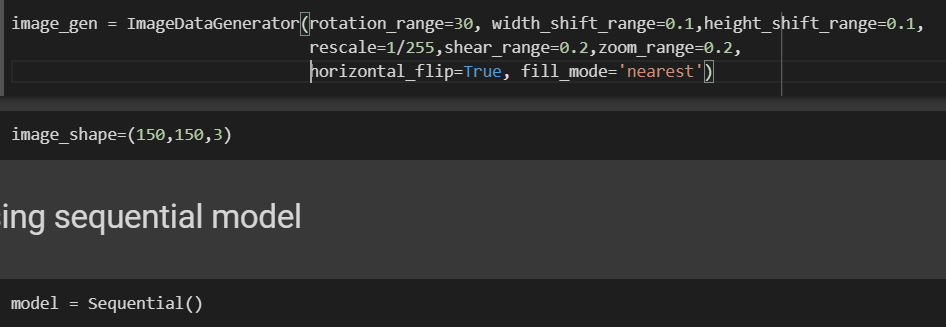 image_gen = ImageDataGenerator(rotation_range=30, width_shift_range=0.1,height_shift_range=0.1,
rescale=1/255,shear_range=0.2,zoom_range=0.2,
horizontal_flip=True, fill_mode='nearest')
image_shape=(150,150,3)
ing sequential model
model = Sequential()